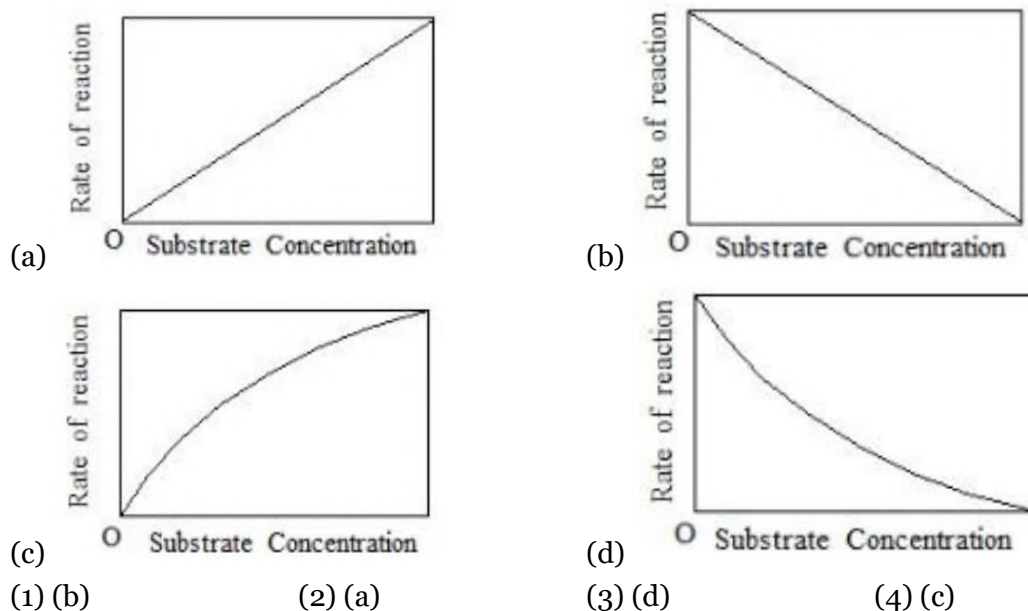 Rate of reaction
O Substrate Concentration
(a)
Rate of reaction
O Substrate Concentration
(b)
Rate of reaction
O Substrate Concentration
(c)
Rate of reaction
O Substrate Concentration
(d)
(1) (b) (2) (a) (3) (d) (4) (c)